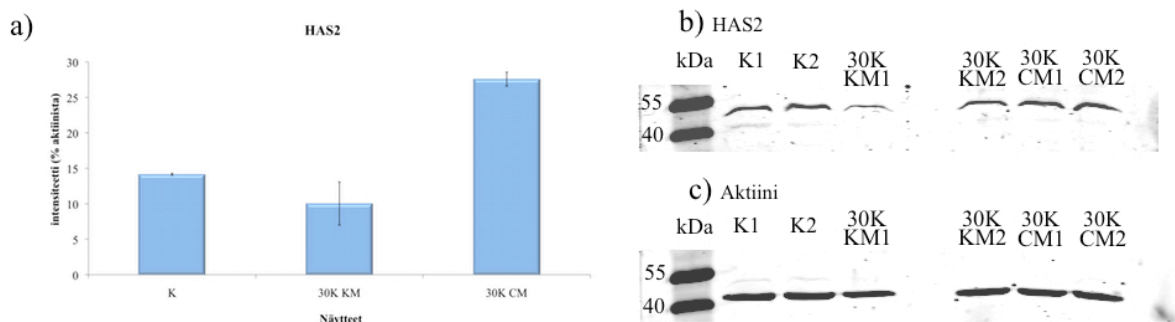 a)
HAS2
intensiteetti (% aktiinista)
30
25
20
15
10
5
0
K
30K KM
30K CM
Näytteet
b) HAS2
kDa K1 K2 30K KM1 30K KM2 30K CM1 30K CM2
55
40
c) Aktiini
kDa K1 K2 30K KM1 30K KM2 30K CM1 30K CM2
55
40